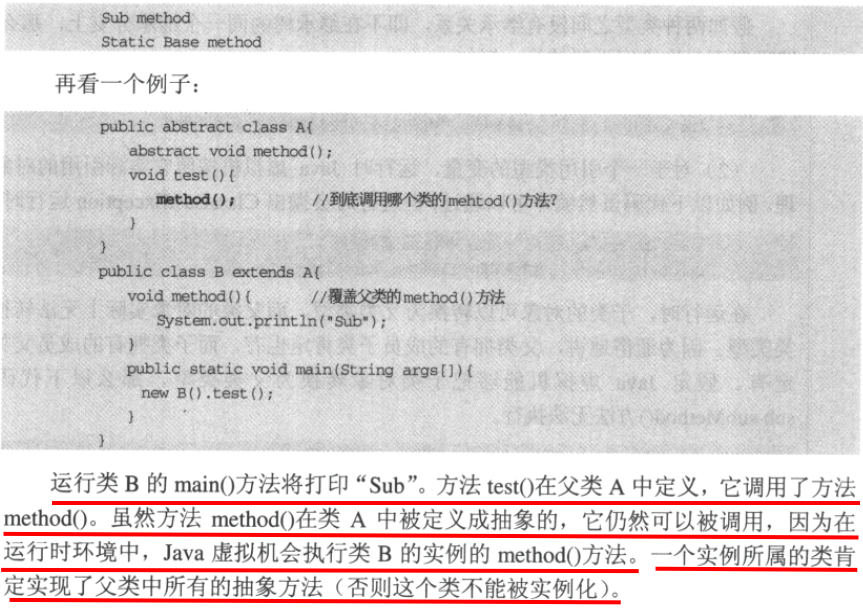 Sub method
Static Base method
再看一个例子：
public abstract class A{
abstract void method();
void test(){
method(); //到底调用哪个类的mehtod()方法?
}
}
public class B extends A{
void method(){ //覆盖父类的method()方法
System.out.println("Sub");
}
public static void main(String args[]){
new B().test();
}
}
运行类 B 的 main()方法将打印“Sub”。方法 test()在父类 A 中定义，它调用了方法
method()。虽然方法 method()在类 A 中被定义成抽象的，它仍然可以被调用，因为在
运行时环境中，Java 虚拟机会执行类 B 的实例的 method()方法。一个实例所属的类肯
定实现了父类中所有的抽象方法（否则这个类不能被实例化）。